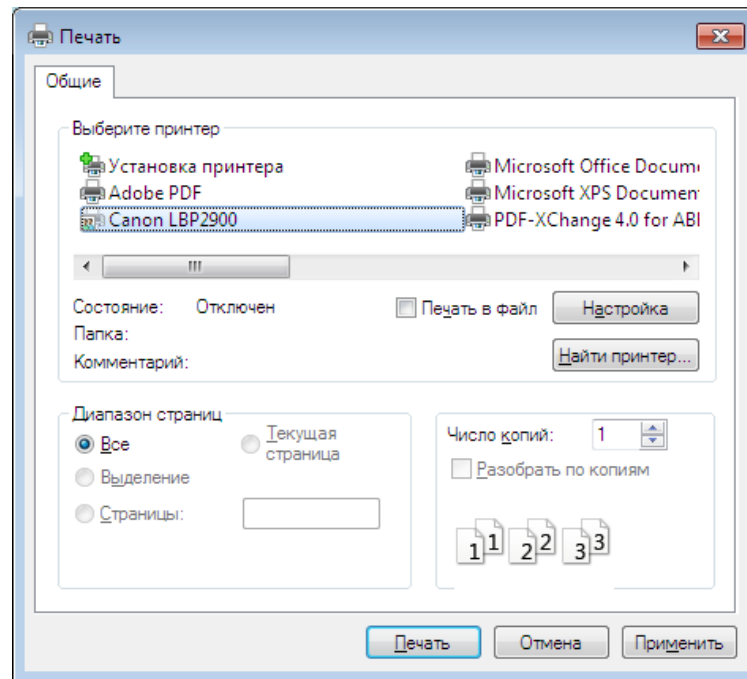 Печать
Общие
Выберите принтер
Установка принтера
Adobe PDF
Canon LBP2900
Microsoft Office Docum
Microsoft XPS Documen
PDF-XChange 4.0 for AB
Состояние: Отключен
Папка:
Комментарий:
Печать в файл
Настройка
Найти принтер...
Диапазон страниц
Все
Текущая
страница
Выделение
Страницы:
Число копий: 1
Разобрать по копиям
1 1 2 2 3 3
Печать Отмена Применить